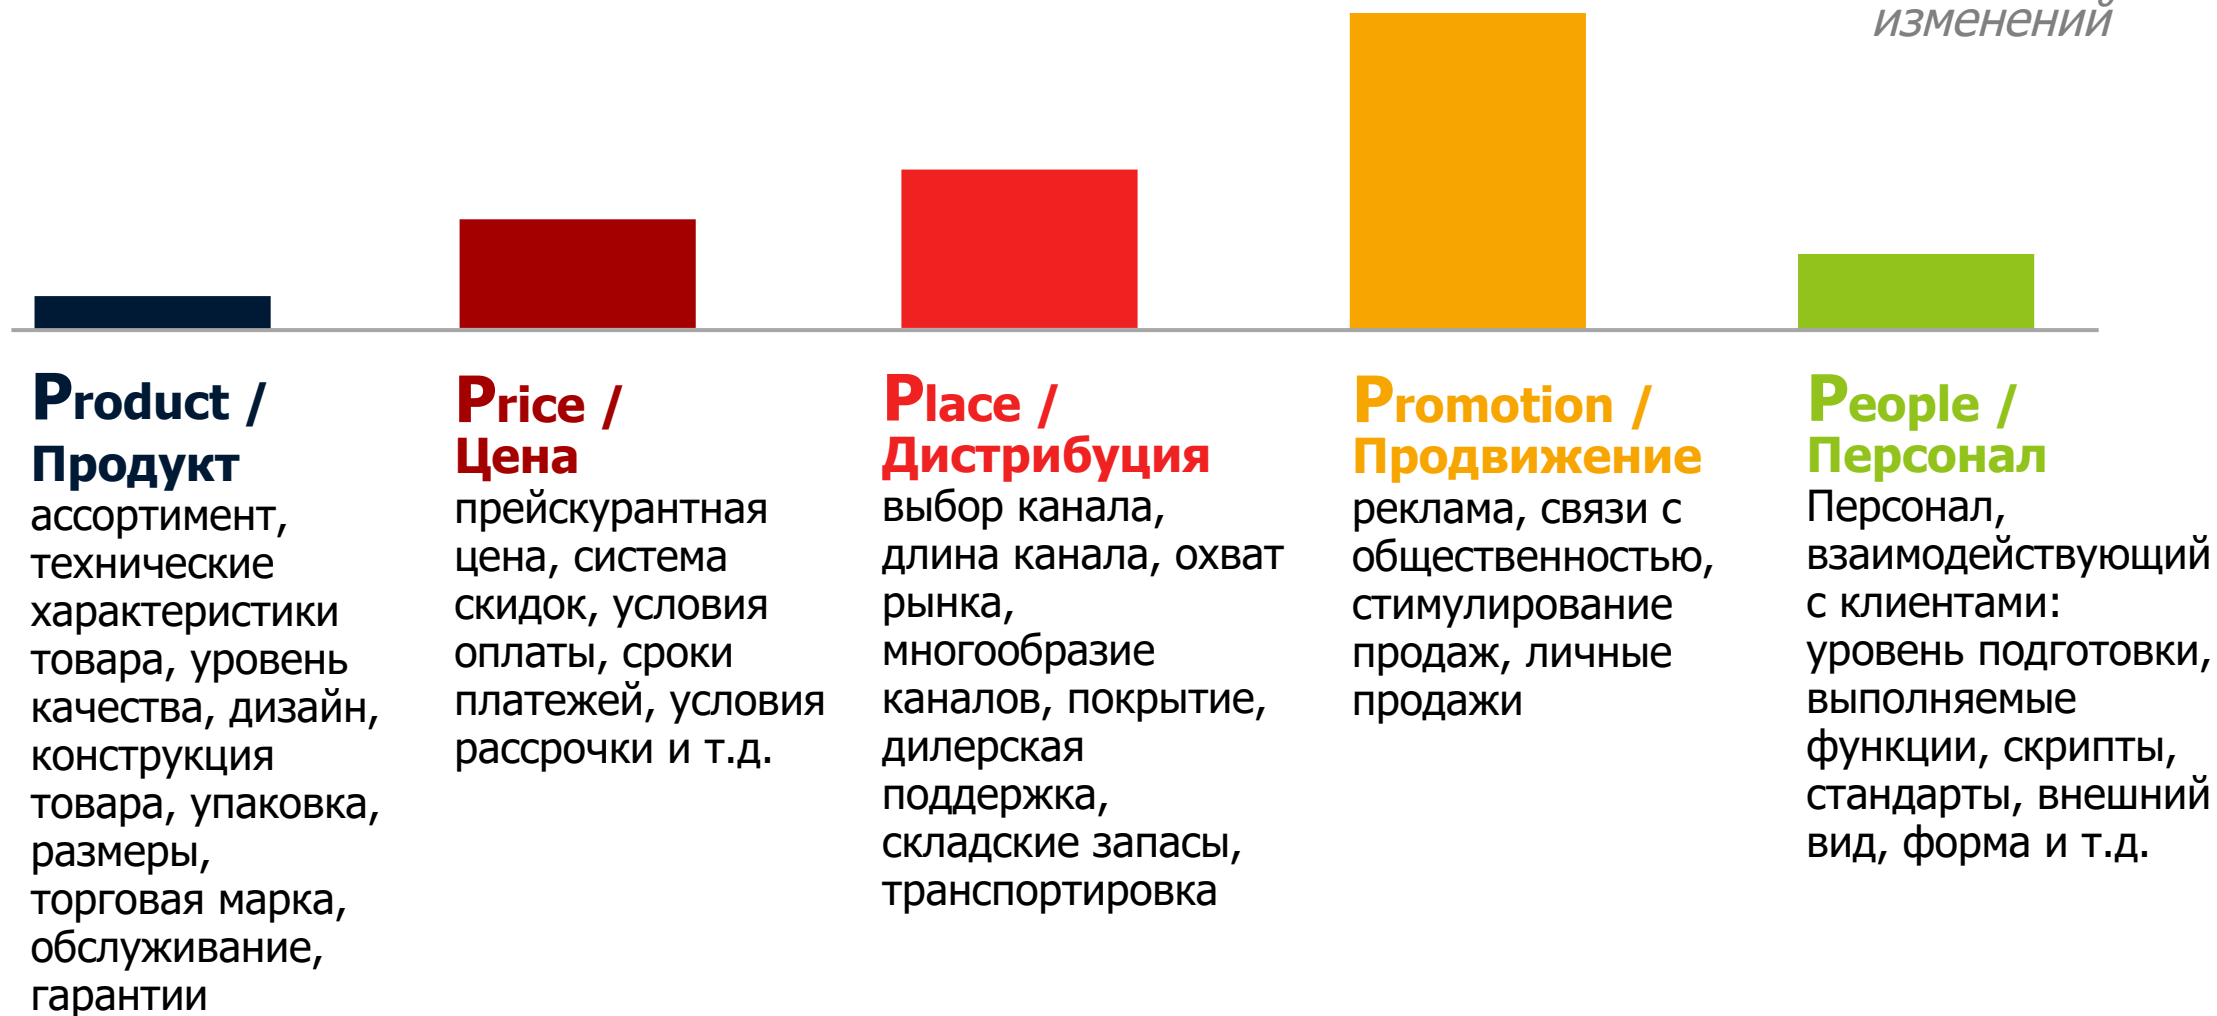 изменений
Product /
Продукт
ассортимент,
технические
характеристики
товара, уровень
качества, дизайн,
конструкция
товара, упаковка,
размеры,
торговая марка,
обслуживание,
гарантии
Price /
Цена
прейскурантная
цена, система
скидок, условия
оплаты, сроки
платежей, условия
рассрочки и т.д.
Place /
Дистрибуция
выбор канала,
длина канала, охват
рынка,
многообразие
каналов, покрытие,
дилерская
поддержка,
складские запасы,
транспортировка
Promotion /
Продвижение
реклама, связи с
общественностью,
стимулирование
продаж, личные
продажи
People /
Персонал
Персонал,
взаимодействующий
с клиентами:
уровень подготовки,
выполняемые
функции, скрипты,
стандарты, внешний
вид, форма и т.д.